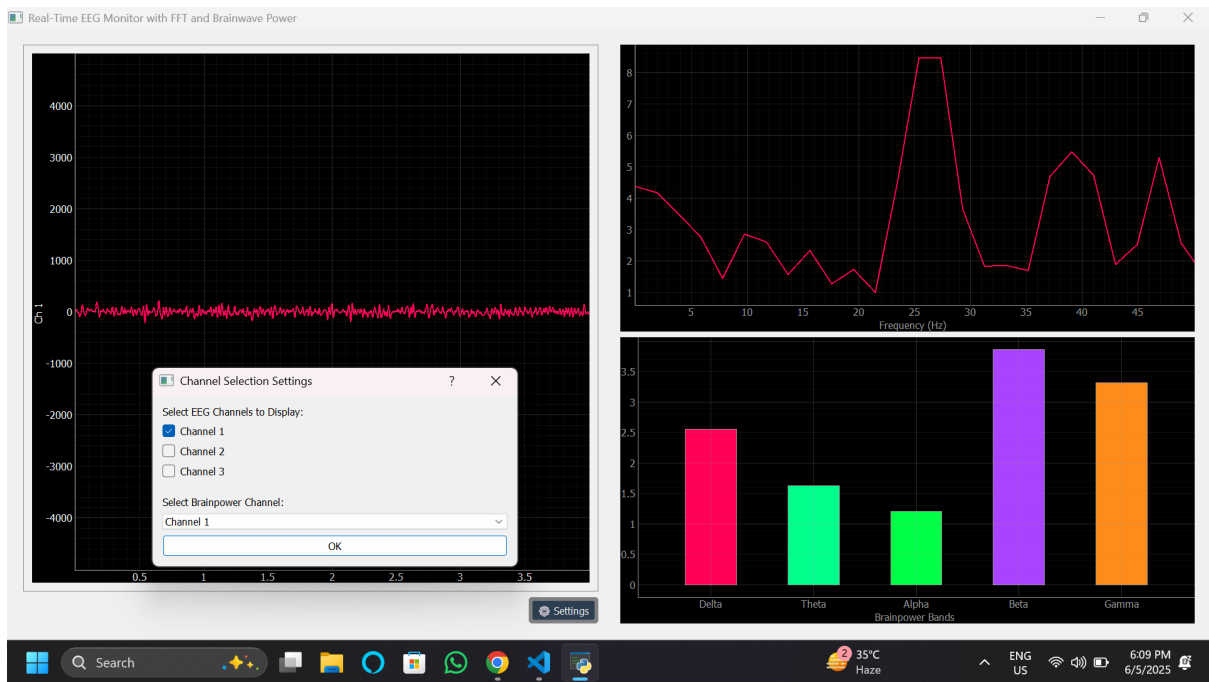 Real-Time EEG Monitor with FFT and Brainwave Power
4000
3000
2000
1000
0
-1000
-2000
-3000
-4000
Ch 1
0.5 1 1.5 2 2.5 3 3.5
Channel Selection Settings ? ×
Select EEG Channels to Display:
Channel 1
Channel 2
Channel 3
Select Brainpower Channel:
Channel 1
OK
Settings
8
7
6
5
4
3
2
1
5 10 15 20 25 30 35 40 45
Frequency (Hz)
3.5
3
2.5
2
1.5
1
0.5
0
Delta Theta Alpha Beta Gamma
Brainpower Bands
Search
2
35°C
Haze
ENG
US
6:09 PM
6/5/2025